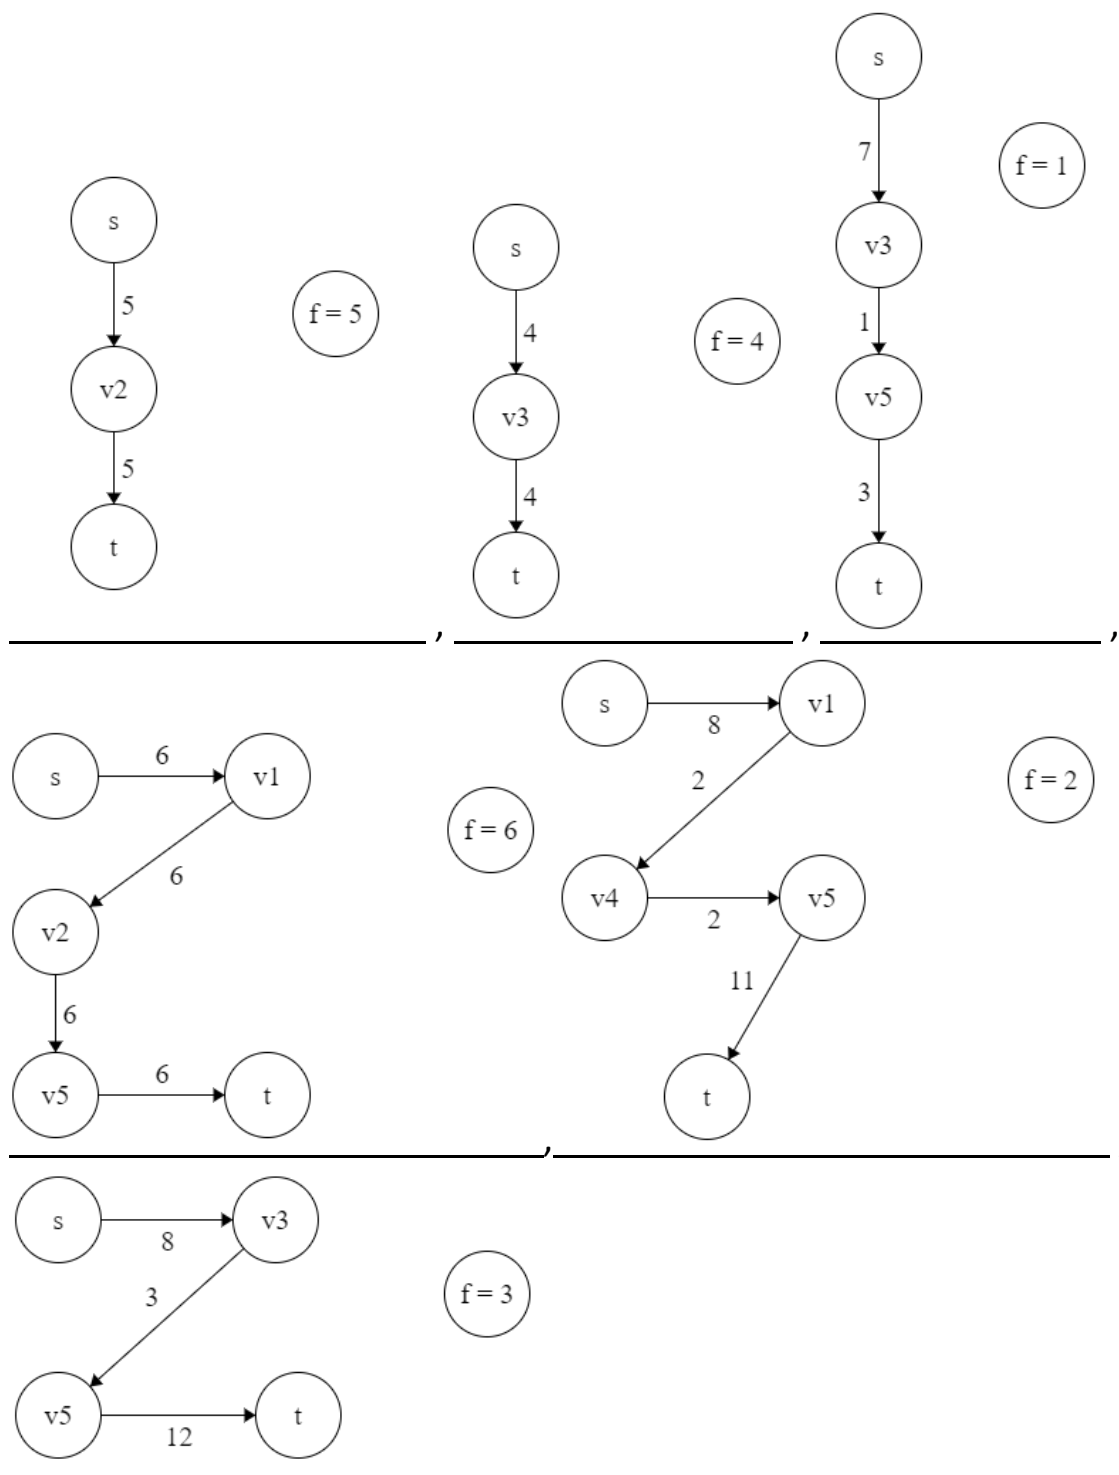 s
5
v2
5
t
f = 5
s
4
v3
4
t
f = 4
s
7
v3
1
v5
3
t
f = 1
, , ,
s
6
v1
6
v2
6
v5
6
t
f = 6
s
8
v1
2
v4
2
v5
11
t
f = 2
,
s
8
v3
3
v5
12
t
f = 3